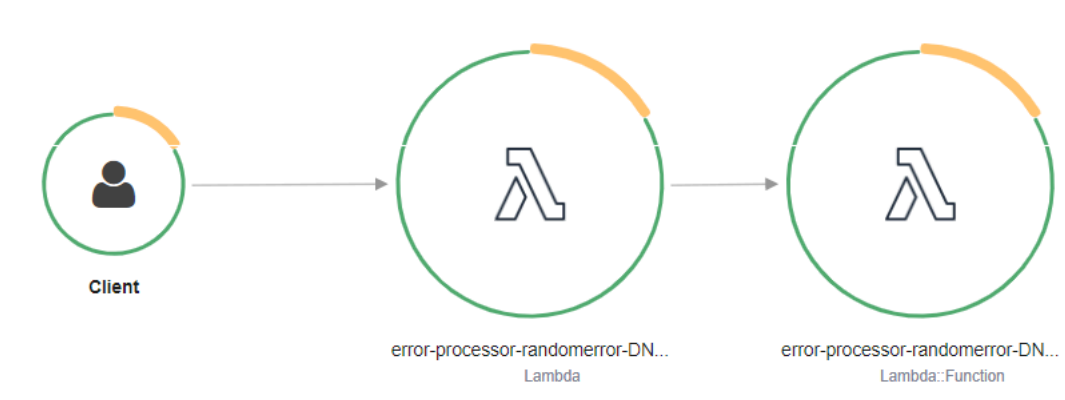 Client
error-processor-randomerror-DN...
Lambda
error-processor-randomerror-DN...
Lambda::Function